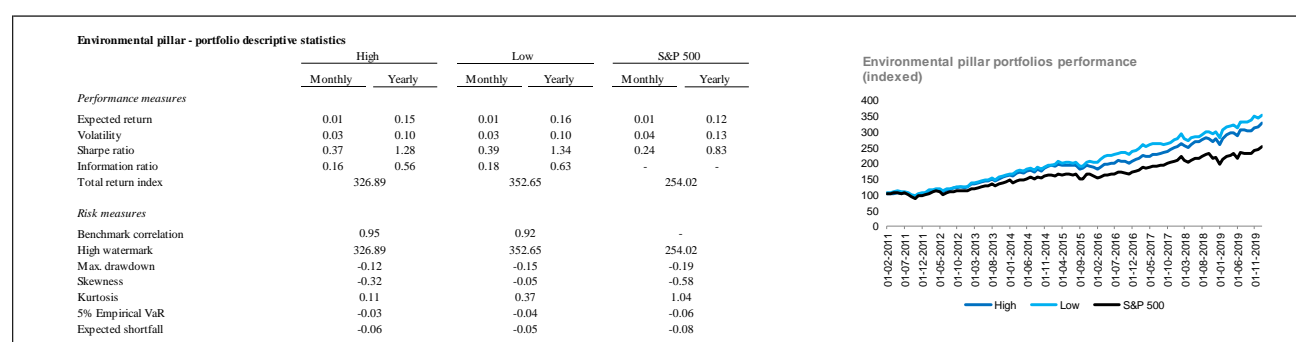 Environmental pillar - portfolio descriptive statistics
High Low S&P 500
Monthly Yearly Monthly Yearly Monthly Yearly
Performance measures
Expected return 0.01 0.15 0.01 0.16 0.01 0.12
Volatility 0.03 0.10 0.03 0.10 0.04 0.13
Sharpe ratio 0.37 1.28 0.39 1.34 0.24 0.83
Information ratio 0.16 0.56 0.18 0.63 - -
Total return index 326.89 352.65 254.02
Risk measures
Benchmark correlation 0.95 0.92 -
High watermark 326.89 352.65 254.02
Max. drawdown -0.12 -0.15 -0.19
Skewness -0.32 -0.05 -0.58
Kurtosis 0.11 0.37 1.04
5% Empirical VaR -0.03 -0.04 -0.06
Expected shortfall -0.06 -0.05 -0.08
Environmental pillar portfolios performance
(indexed)
400
350
300
250
200
150
100
50
0
01-02-2011
01-07-2011
01-12-2011
01-05-2012
01-10-2012
01-03-2013
01-08-2013
01-01-2014
01-06-2014
01-11-2014
01-04-2015
01-09-2015
01-02-2016
01-07-2016
01-12-2016
01-05-2017
01-10-2017
01-03-2018
01-08-2018
01-01-2019
01-06-2019
01-11-2019
High Low S&P 500